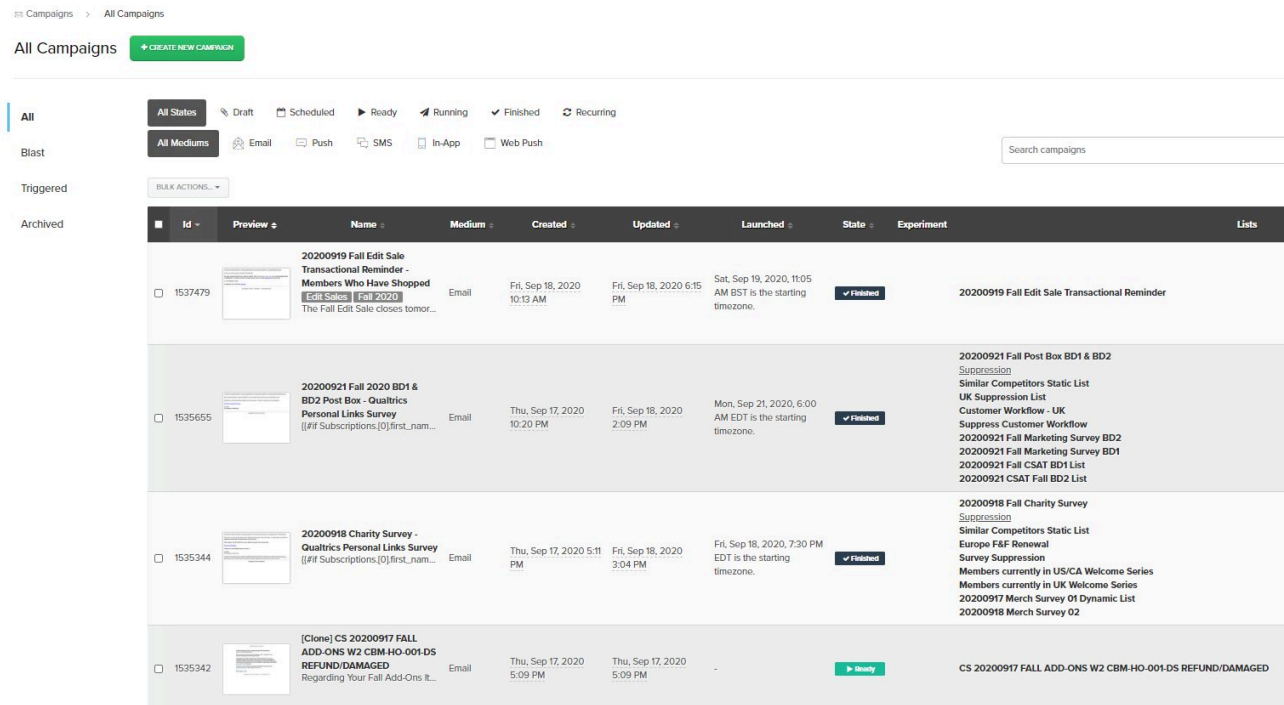 Campaigns > All Campaigns
All Campaigns
+ CREATE NEW CAMPAIGN
All
Blast
Triggered
Archived
All States Draft Scheduled Ready Running Finished Recurring
All Mediums Email Push SMS In-App Web Push
Search campaigns
BULK ACTIONS...
Id Preview Name Medium Created Updated Launched State Experiment Lists
1537479
20200919 Fall Edit Sale
Transactional Reminder -
Members Who Have Shopped
Edit Sales Fall 2020
The Fall Edit Sale closes tomor...
Email
Fri, Sep 18, 2020
10:13 AM
Fri, Sep 18, 2020 6:15
PM
Sat, Sep 19, 2020, 11:05
AM BST is the starting
timezone.
Finished
20200919 Fall Edit Sale Transactional Reminder
1535655
20200921 Fall 2020 BD1 &
BD2 Post Box - Qualtrics
Personal Links Survey
{{#if Subscriptions.[0].first_nam...
Email
Thu, Sep 17, 2020
10:20 PM
Fri, Sep 18, 2020
2:09 PM
Mon, Sep 21, 2020, 6:00
AM EDT is the starting
timezone.
Finished
20200921 Fall Post Box BD1 & BD2
Suppression
Similar Competitors Static List
UK Suppression List
Customer Workflow - UK
Suppress Customer Workflow
20200921 Fall Marketing Survey BD2
20200921 Fall Marketing Survey BD1
20200921 Fall CSAT BD1 List
20200921 CSAT Fall BD2 List
1535344
20200918 Charity Survey -
Qualtrics Personal Links Survey
{{#if Subscriptions.[0].first_nam...
Email
Thu, Sep 17, 2020 5:11
PM
Fri, Sep 18, 2020
3:04 PM
Fri, Sep 18, 2020, 7:30 PM
EDT is the starting
timezone.
Finished
20200918 Fall Charity Survey
Suppression
Similar Competitors Static List
Europe F&F Renewal
Survey Suppression
Members currently in US/CA Welcome Series
Members currently in UK Welcome Series
20200917 Merch Survey 01 Dynamic List
20200918 Merch Survey 02
1535342
[Clone] CS 20200917 FALL
ADD-ONS W2 CBM-HO-001-DS
REFUND/DAMAGED
Regarding Your Fall Add-Ons It...
Email
Thu, Sep 17, 2020
5:09 PM
Thu, Sep 17, 2020
5:09 PM
-
Ready
CS 20200917 FALL ADD-ONS W2 CBM-HO-001-DS REFUND/DAMAGED